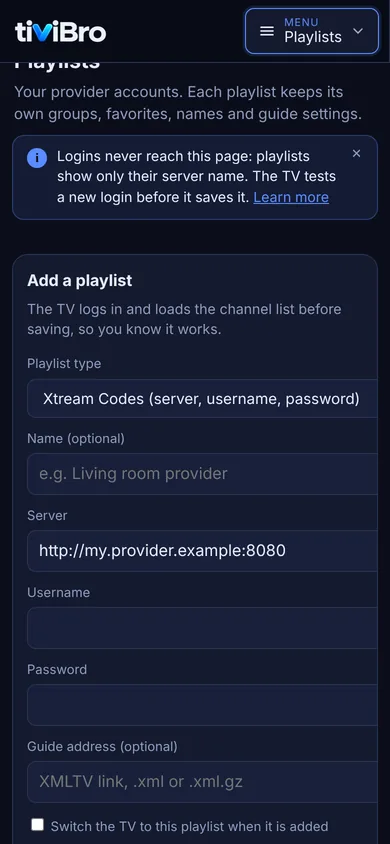 tiviBro
MENU
Playlists
Playlists
Your provider accounts. Each playlist keeps its
own groups, favorites, names and guide settings.
Logins never reach this page: playlists
show only their server name. The TV tests
a new login before it saves it. Learn more
Add a playlist
The TV logs in and loads the channel list before
saving, so you know it works.
Playlist type
Xtream Codes (server, username, password)
Name (optional)
e.g. Living room provider
Server
http://my.provider.example:8080
Username
Password
Guide address (optional)
XMLTV link, .xml or .xml.gz
Switch the TV to this playlist when it is added